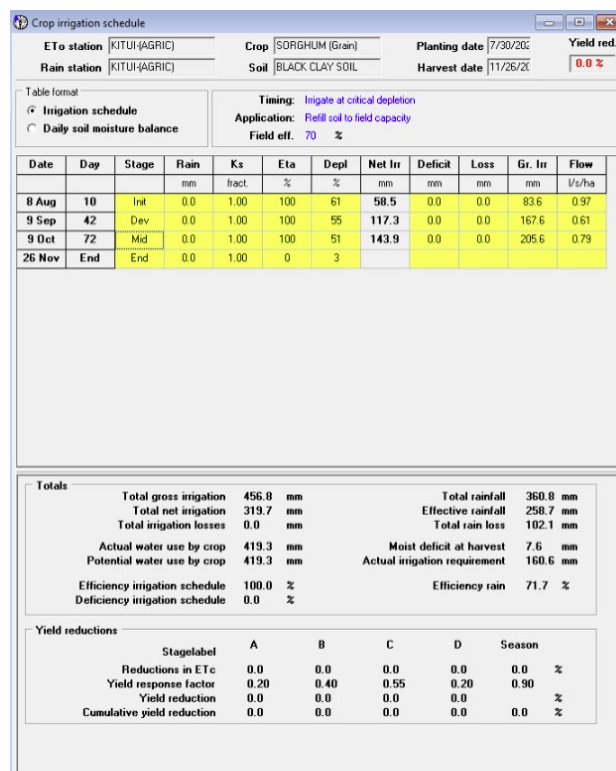 Crop irrigation schedule
ETo station KITUI-(AGRIC) Crop SORGHUM (Grain) Planting date 7/30/202 Yield red.
Rain station KITUI-(AGRIC) Soil BLACK CLAY SOIL Harvest date 11/26/20 0.0 %
Table format
Irrigation schedule
Daily soil moisture balance
Timing: Irrigate at critical depletion
Application: Refill soil to field capacity
Field eff. 70 %
Date Day Stage Rain Ks Eta Depl Net Irr Deficit Loss Gr. Irr Flow
mm fract. % % mm mm mm mm l/s/ha
8 Aug 10 Init 0.0 1.00 100 61 58.5 0.0 0.0 83.6 0.97
9 Sep 42 Dev 0.0 1.00 100 55 117.3 0.0 0.0 167.6 0.61
9 Oct 72 Mid 0.0 1.00 100 51 143.9 0.0 0.0 205.6 0.79
26 Nov End End 0.0 1.00 0 3
Totals
Total gross irrigation 456.8 mm Total rainfall 360.8 mm
Total net irrigation 319.7 mm Effective rainfall 258.7 mm
Total irrigation losses 0.0 mm Total rain loss 102.1 mm
Actual water use by crop 419.3 mm Moist deficit at harvest 7.6 mm
Potential water use by crop 419.3 mm Actual irrigation requirement 160.6 mm
Efficiency irrigation schedule 100.0 % Efficiency rain 71.7 %
Deficiency irrigation schedule 0.0 %
Yield reductions
Stagelabel A B C D Season
Reductions in ETc 0.0 0.0 0.0 0.0 0.0 %
Yield response factor 0.20 0.40 0.55 0.20 0.90
Yield reduction 0.0 0.0 0.0 0.0 %
Cumulative yield reduction 0.0 0.0 0.0 0.0 0.0 %